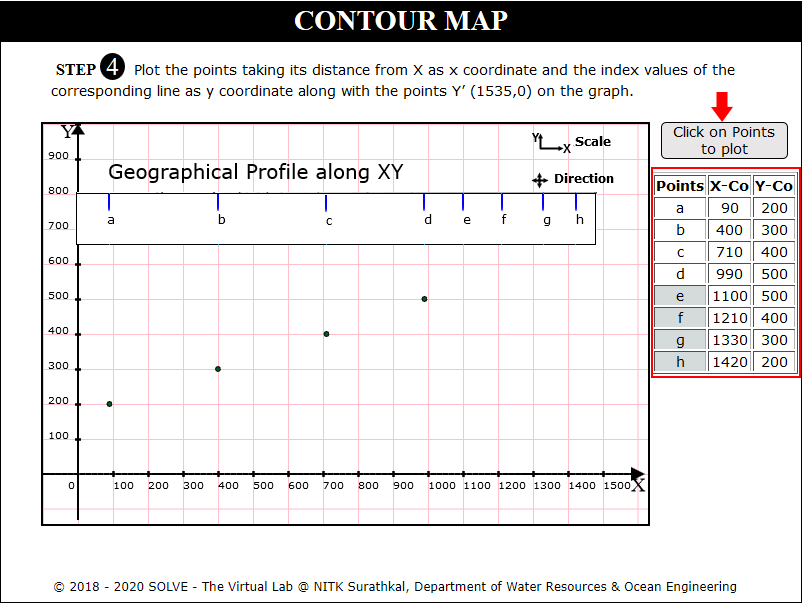 CONTOUR MAP
STEP 4 Plot the points taking its distance from X as x coordinate and the index values of the
corresponding line as y coordinate along with the points Y’ (1535,0) on the graph.
Click on Points
to plot
Y
Y
X
Scale
Direction
Geographical Profile along XY
a b c d e f g h
900
800
700
600
500
400
300
200
100
0 100 200 300 400 500 600 700 800 900 1000 1100 1200 1300 1400 1500 X
Points X-Co Y-Co
a 90 200
b 400 300
c 710 400
d 990 500
e 1100 500
f 1210 400
g 1330 300
h 1420 200
© 2018 - 2020 SOLVE - The Virtual Lab @ NITK Surathkal, Department of Water Resources & Ocean Engineering